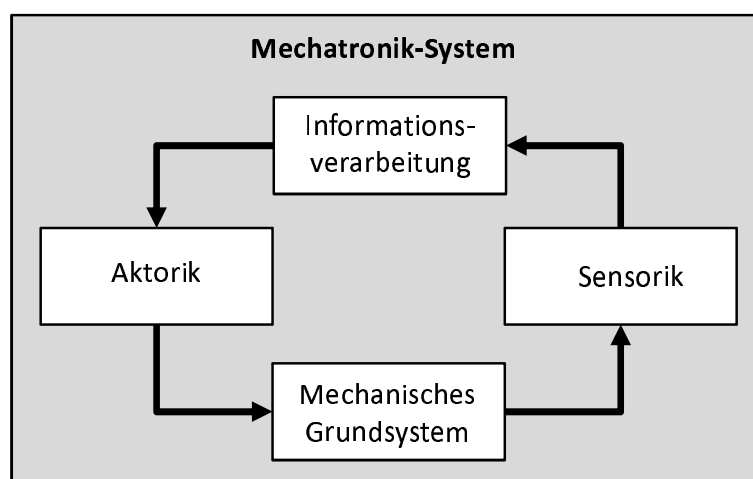 Mechatronik-System
Informations-
verarbeitung
Aktorik
Sensorik
Mechanisches
Grundsystem